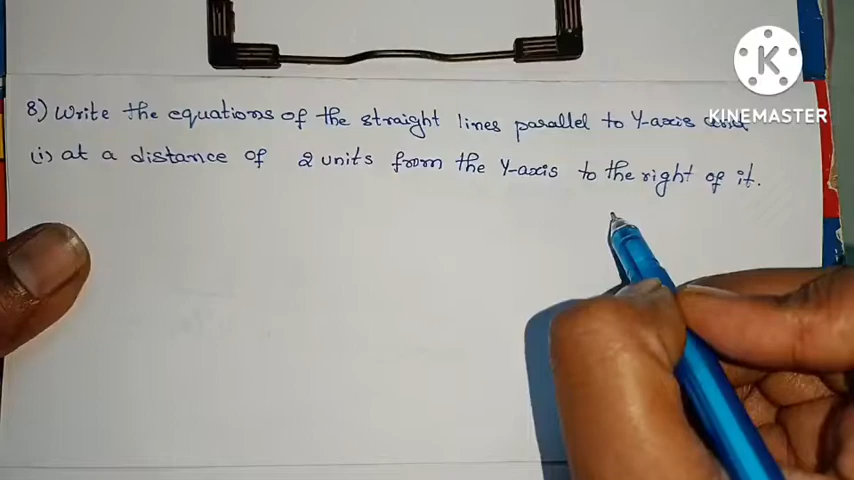 8) Write the equations of the straight lines parallel to Y-axis and
(i) at a distance of 2 units from the Y-axis to the right of it.
KINEMASTER